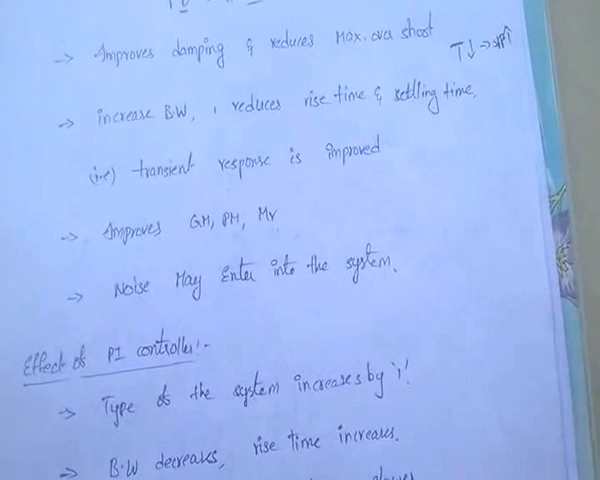 → Improves damping & reduces Max. over shoot
T↓ →
→ increase B.W, , reduces rise time & settling time.
(i.e) transient response is improved
→ Improves GM, PM, Mr
→ Noise May Enter into the system.
Effect of PI controller:-
→ Type of the system increases by '1'.
→ B.W decreases, rise time increases.
slower